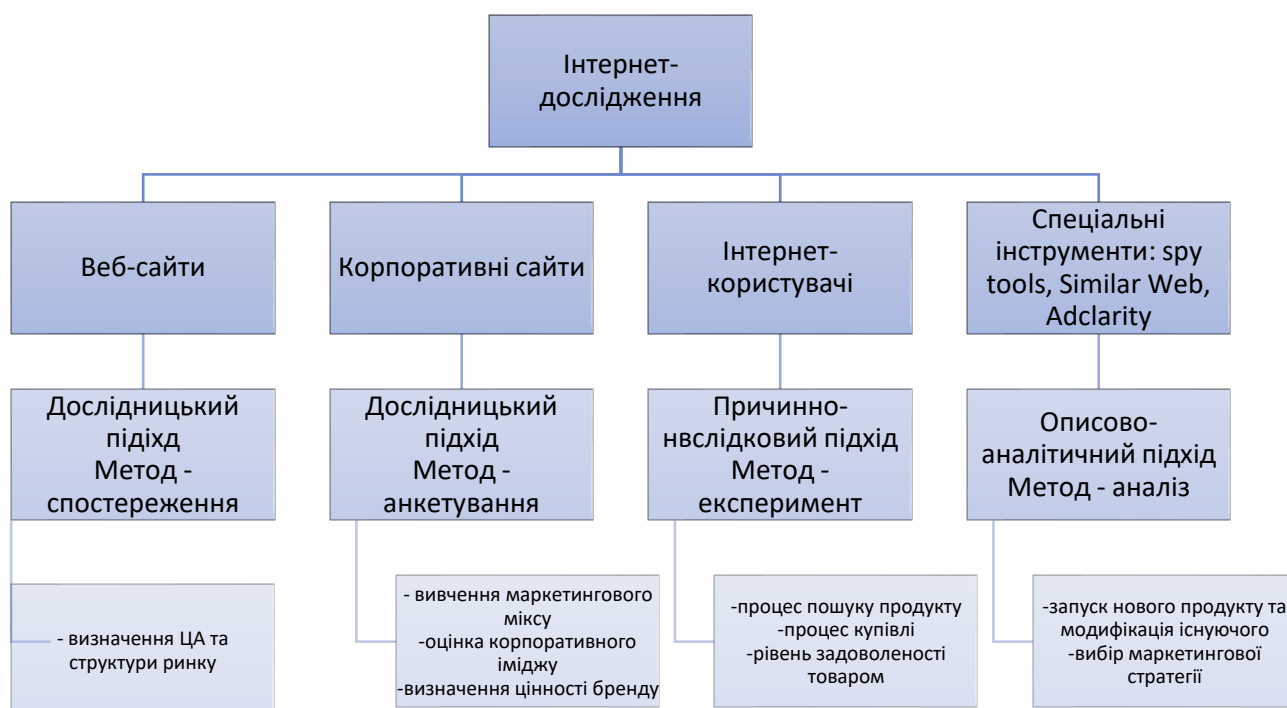 Інтернет-
дослідження
Веб-сайти
Корпоративні сайти
Інтернет-
користувачі
Спеціальні
інструменти: spy
tools, Similar Web,
Adclarity
Дослідницький
підіхд
Метод -
спостереження
Дослідницький
підхід
Метод -
анкетування
Причинно-
нвслідковий підхід
Метод -
експеримент
Описово-
аналітичний підхід
Метод - аналіз
- визначення ЦА та
структури ринку
- вивчення маркетингового
міксу
-оцінка корпоративного
іміджу
-визначення цінності бренду
-процес пошуку продукту
-процес купівлі
-рівень задоволеності
товаром
-запуск нового продукту та
модифікація існуючого
-вибір маркетингової
стратегії